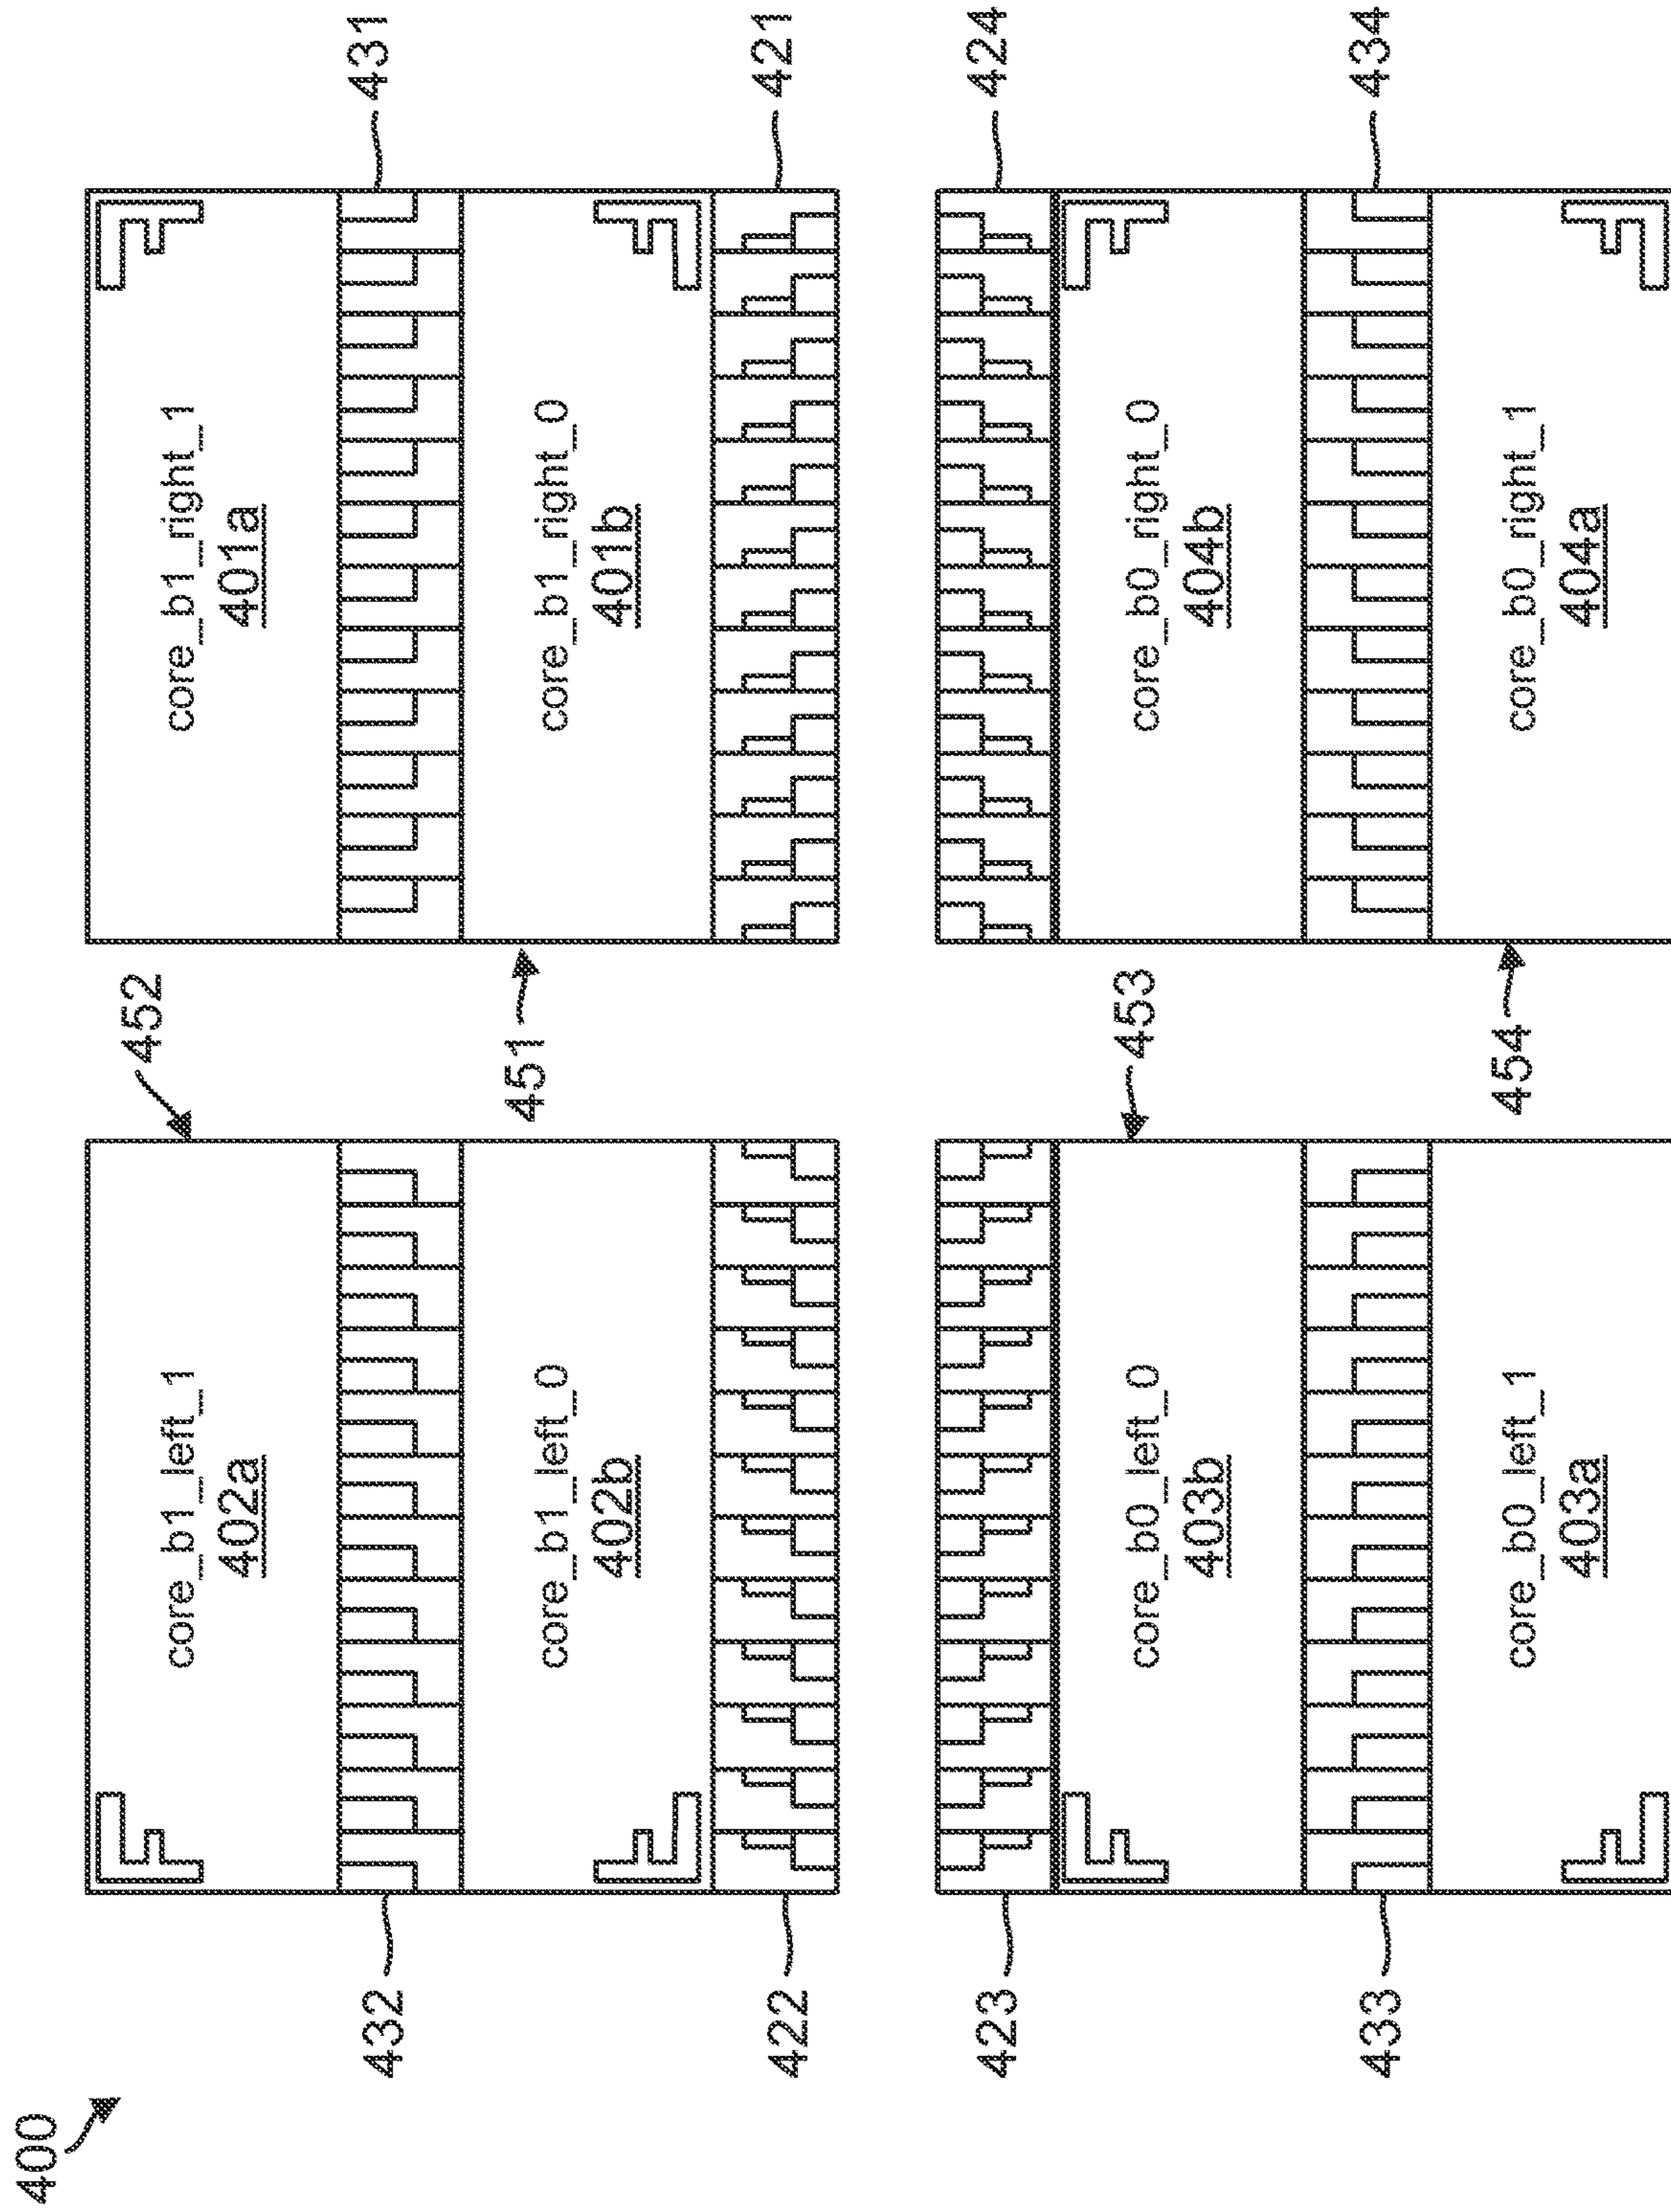 400
452
453
432
core_b1_left_1
402a
core_b1_right_1
401a
431
422
core_b1_left_0
402b
451
core_b1_right_0
401b
421
423
core_b0_left_0
403b
core_b0_right_0
404b
424
433
core_b0_left_1
403a
454
core_b0_right_1
404a
434